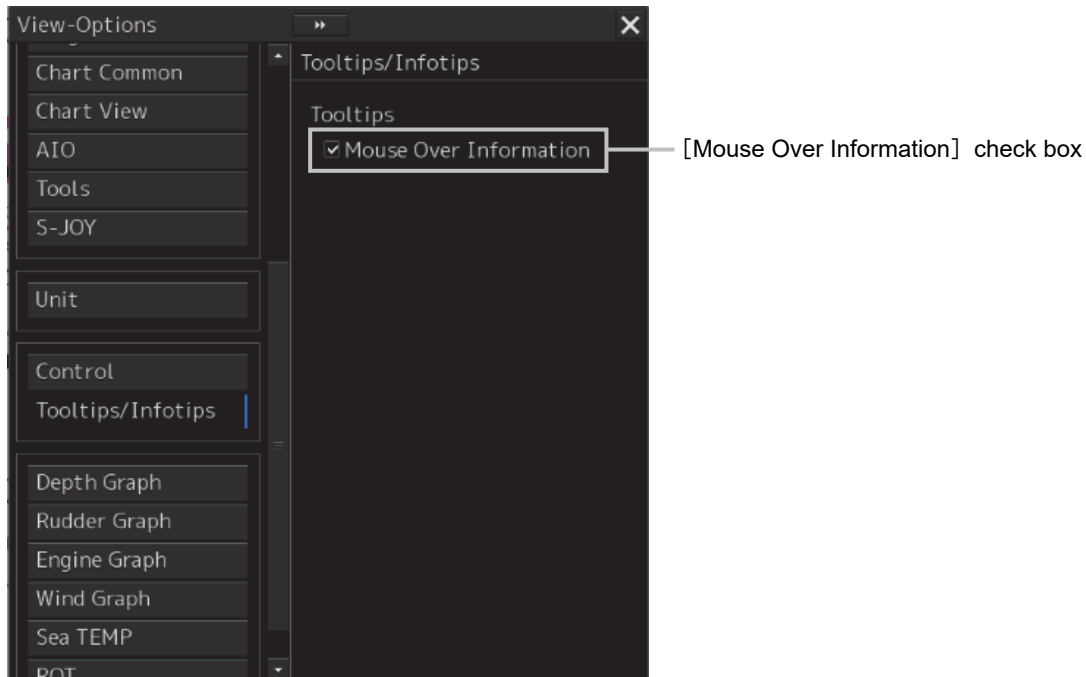 View-Options
Chart Common
Chart View
AIO
Tools
S-JOY
Unit
Control
Tooltips/Infotips
Depth Graph
Rudder Graph
Engine Graph
Wind Graph
Sea TEMP
Tooltips/Infotips
Tooltips
Mouse Over Information
［Mouse Over Information］ check box